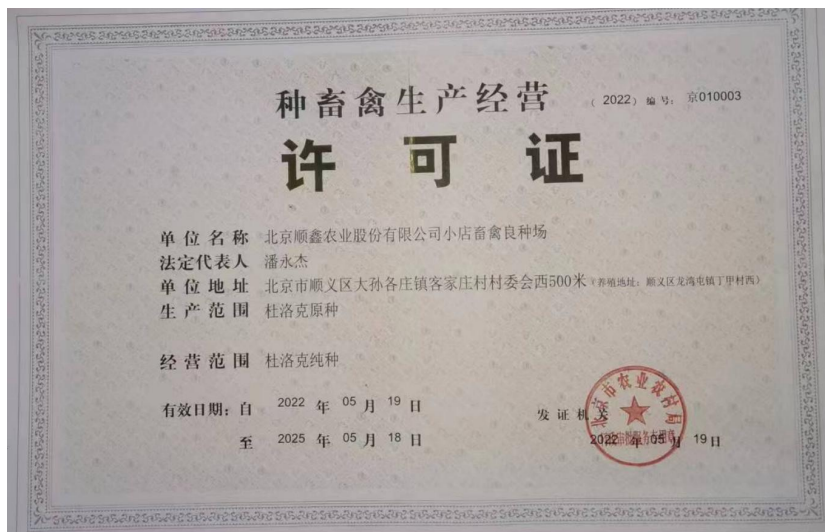 种畜禽生产经营 （2022）编号：京010003
许可证
单位名称 北京顺鑫农业股份有限公司小店畜禽良种场
法定代表人 潘永杰
单位地址 北京市顺义区大孙各庄镇客家庄村村委会西500米（养殖地址：顺义区龙湾屯镇丁甲村西）
生产范围 杜洛克原种
经营范围 杜洛克纯种
有效日期：自 2022 年 05 月 19 日
发证机关
北京市农业农村局
至 2025 年 05 月 18 日
2022 年 05 月 19 日